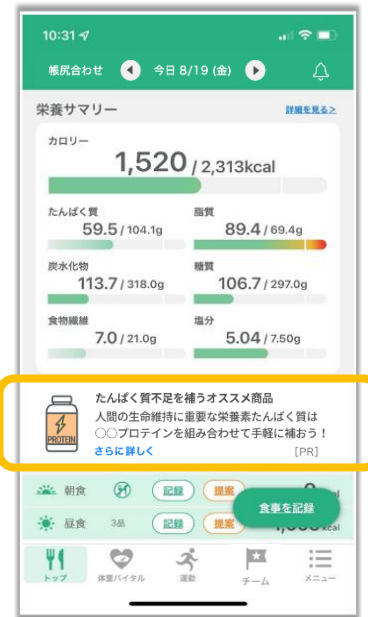 10:31
帳尻合わせ 今日 8/19 (金)
栄養サマリー 詳細を見る>
カロリー
1,520 / 2,313kcal
たんぱく質 脂質
59.5 / 104.1g 89.4 / 69.4g
炭水化物 糖質
113.7 / 318.0g 106.7 / 297.0g
食物繊維 塩分
7.0 / 21.0g 5.04 / 7.50g
たんぱく質不足を補うオススメ商品
人間の生命維持に重要な栄養素たんぱく質は
PROTEIN ○○プロテインを組み合わせて手軽に補おう!
さらに詳しく [PR]
朝食 記録 提案
食事を記録
昼食 3品 記録 提案 kcal
トップ 体重バイタル 運動 チーム メニュー